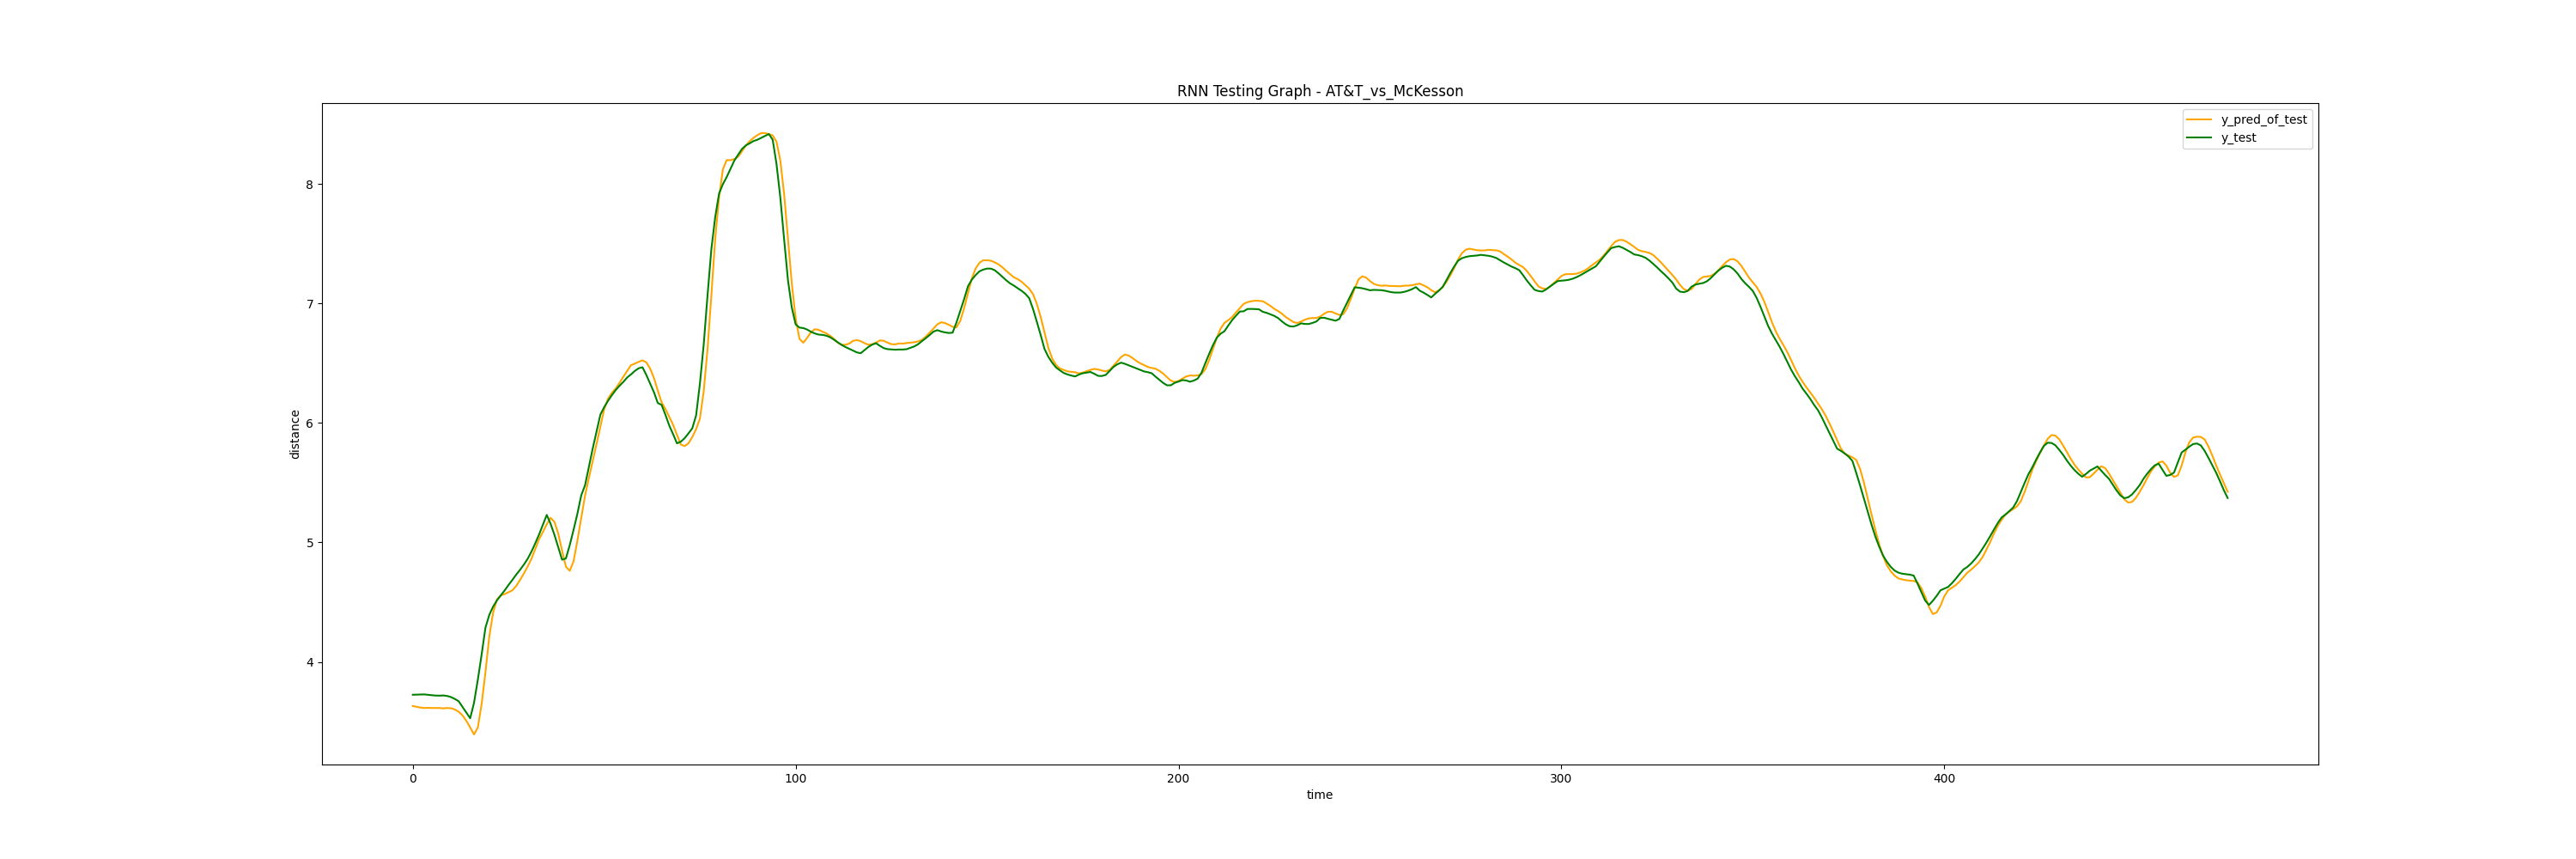 RNN Testing Graph - AT&T_vs_McKesson
y_pred_of_test
y_test
distance
8
7
6
5
4
0 100 200 300 400
time